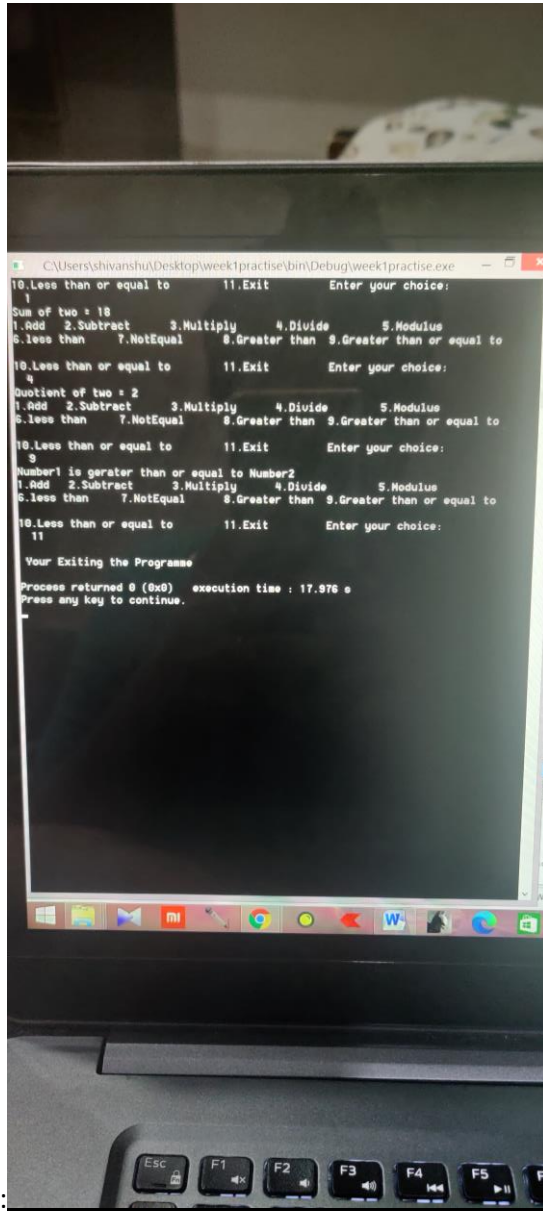 C:\Users\shivanshu\Desktop\week1practise\bin\Debug\week1practise.exe
10.Less than or equal to 11.Exit Enter your choice:
1
Sum of two = 18
1.Add 2.Subtract 3.Multiply 4.Divide 5.Modulus
6.less than 7.NotEqual 8.Greater than 9.Greater than or equal to
10.Less than or equal to 11.Exit Enter your choice:
4
Quotient of two = 2
1.Add 2.Subtract 3.Multiply 4.Divide 5.Modulus
6.less than 7.NotEqual 8.Greater than 9.Greater than or equal to
10.Less than or equal to 11.Exit Enter your choice:
9
Number1 is gerater than or equal to Number2
1.Add 2.Subtract 3.Multiply 4.Divide 5.Modulus
6.less than 7.NotEqual 8.Greater than 9.Greater than or equal to
10.Less than or equal to 11.Exit Enter your choice:
11
Your Exiting the Programme
Process returned 0 (0x0) execution time : 17.976 s
Press any key to continue.
mi W
Esc F1 F2 F3 F4 F5
: